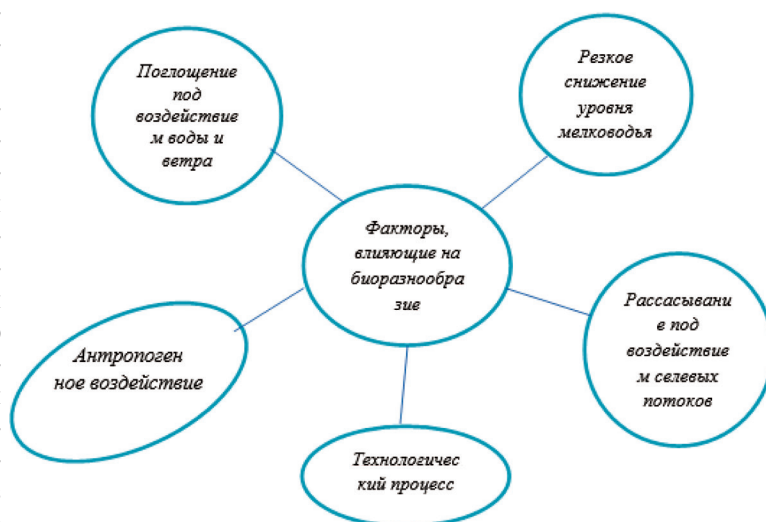 Поглощение
под
воздействие
м воды и
ветра
Резкое
снижение
уровня
мелководья
Факторы,
влияющие на
биоразнообра
зие
Рассасывани
е под
воздействие
м селевых
потоков
Антропоген
ное воздействие
Технологичес
кий процесс